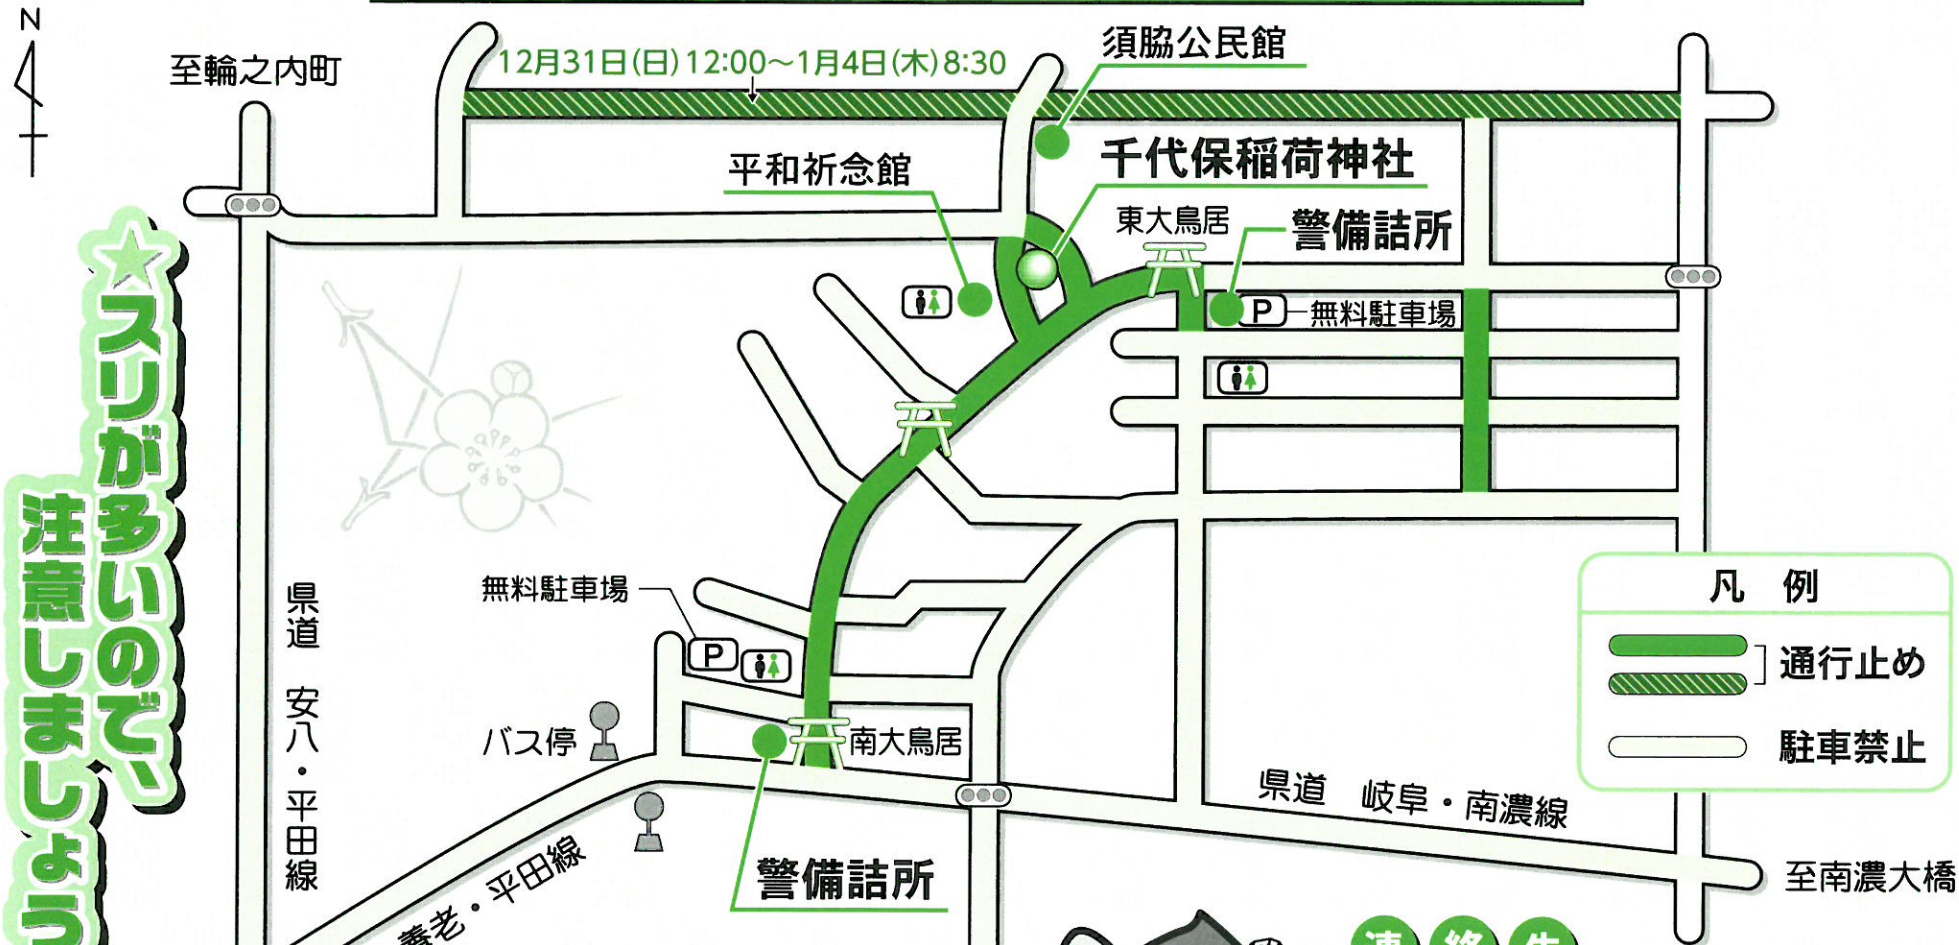 N
至輪之内町
12月31日(日)12:00～1月4日(木)8:30
須脇公民館
千代保稲荷神社
平和祈念館
東大鳥居
警備詰所
P
無料駐車場
★スリが多いので、
注意しましょう
県道 安八・平田線
無料駐車場
P
バス停
南大鳥居
警備詰所
養老・平田線
県道 岐阜・南濃線
至南濃大橋
凡例
通行止め
駐車禁止